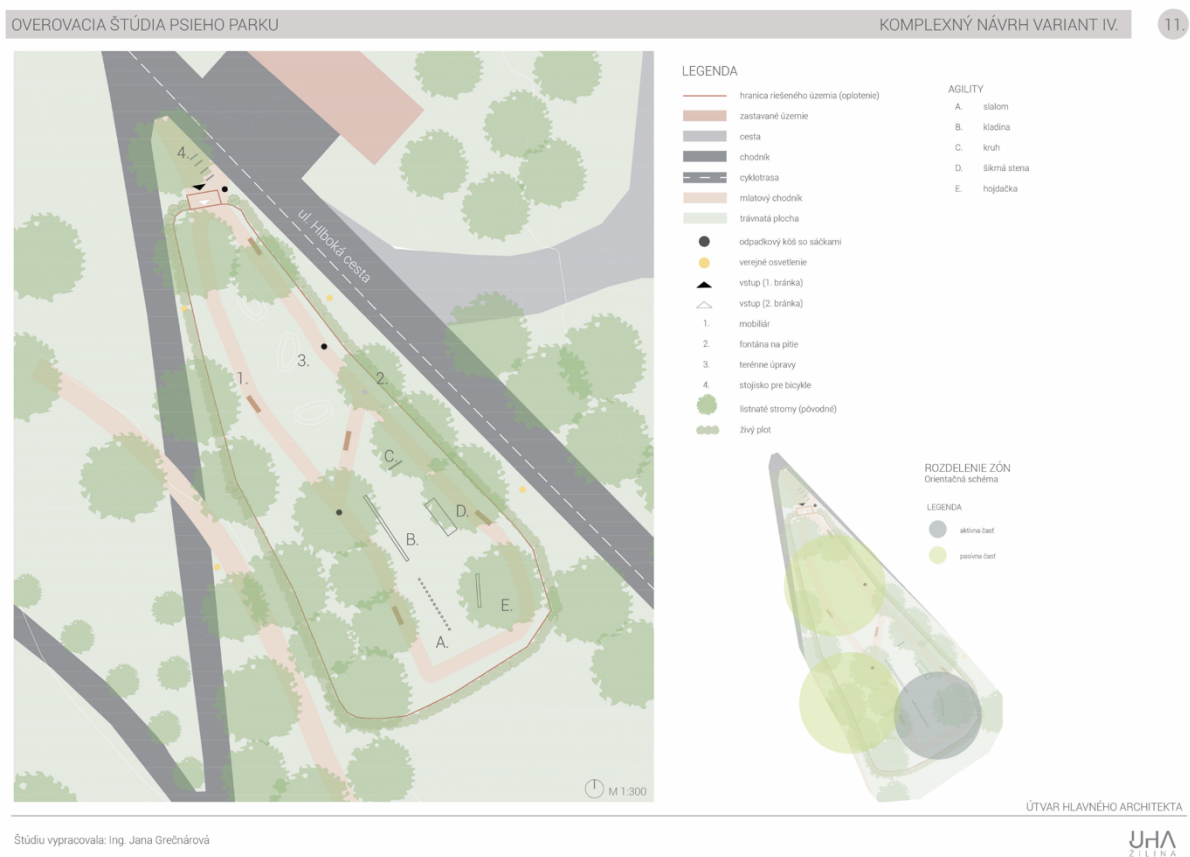 OVEROVACIA ŠTÚDIA PSIEHO PARKU
KOMPLEXNÝ NÁVRH VARIANT IV.
11.
4.
ul. Hlboká cesta
3.
2.
1.
C.
D.
B.
E.
A.
M 1:300
LEGENDA
hranica riešeného územia (oplotenie)
zastavané územie
cesta
chodník
cyklotrasa
mlatový chodník
trávnatá plocha
odpadkový kôš so sáčkami
verejné osvetlenie
vstup (1. bránka)
vstup (2. bránka)
1. mobiliár
2. fontána na pitie
3. terénne úpravy
4. stojisko pre bicykle
listnaté stromy (pôvodné)
živý plot
AGILITY
A. slalom
B. kladina
C. kruh
D. šikmá stena
E. hojdačka
ROZDELENIE ZÓN
Orientačná schéma
LEGENDA
aktívna časť
pasívna časť
ÚTVAR HLAVNÉHO ARCHITEKTA
Štúdiu vypracovala: Ing. Jana Grečnárová
UHA
ŽILINA